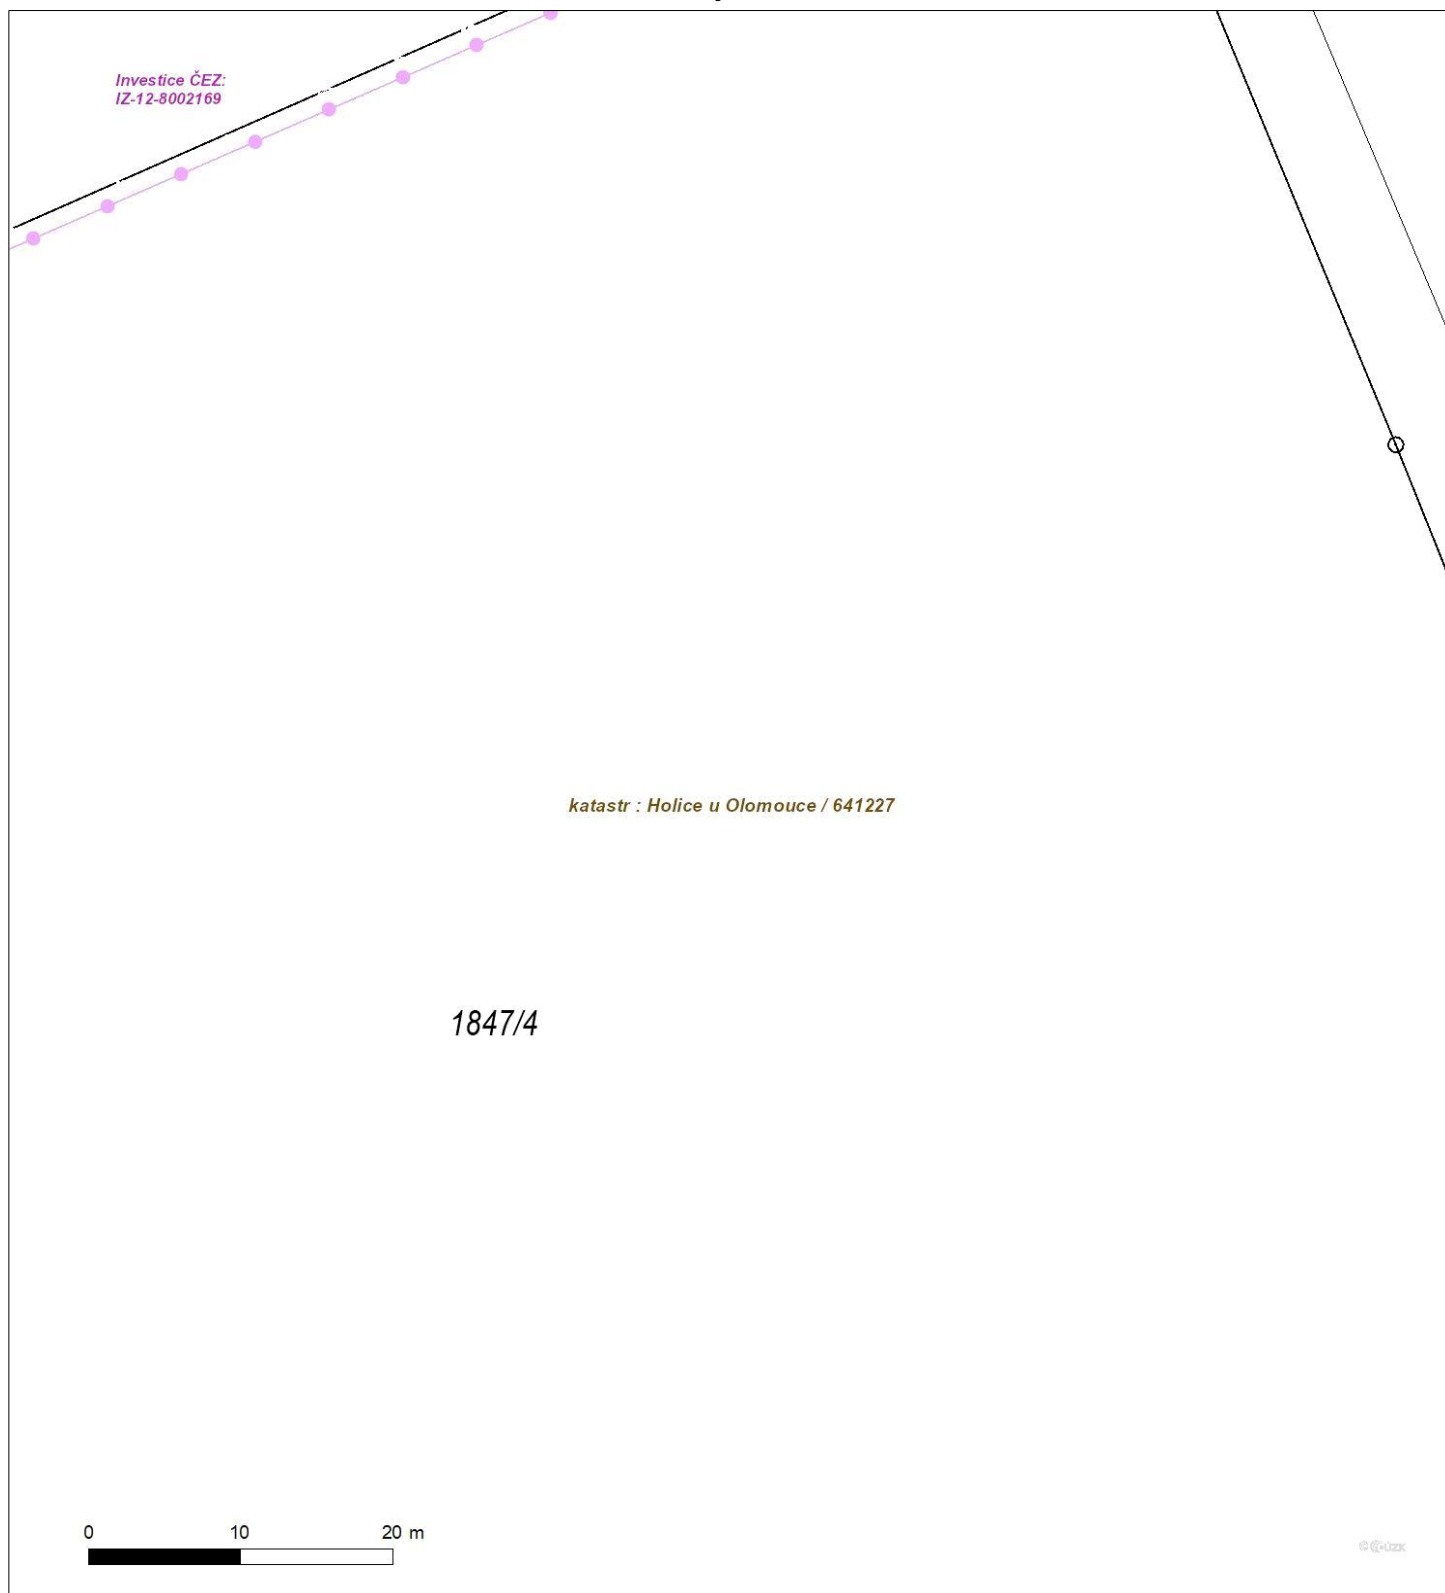 Investice ČEZ:
IZ-12-8002169
katastr : Holice u Olomouce / 641227
1847/4
0 10 20 m